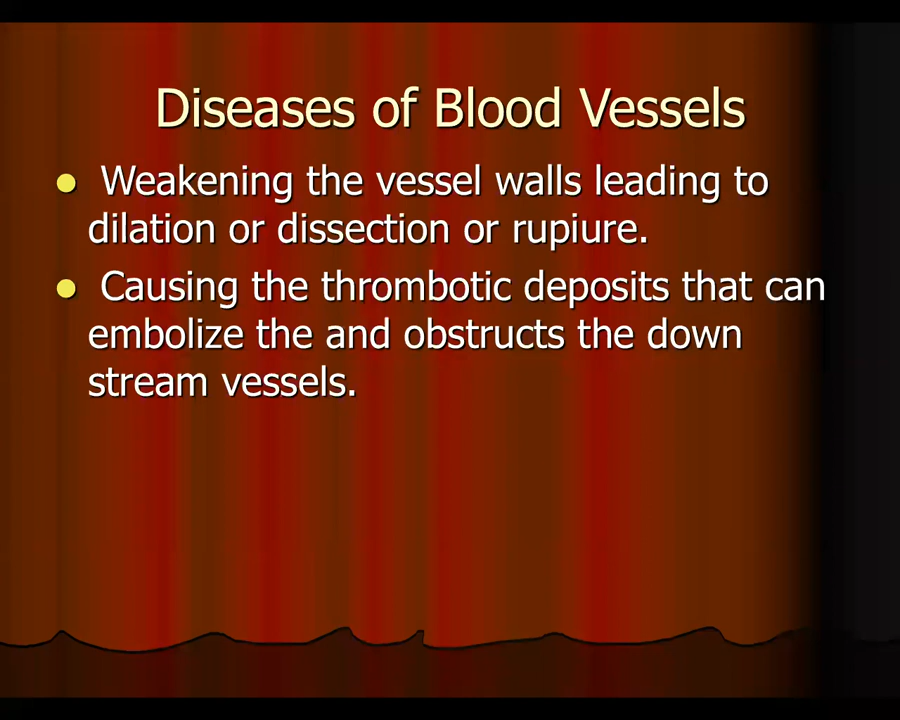 Diseases of Blood Vessels
Weakening the vessel walls leading to
dilation or dissection or rupiure.
Causing the thrombotic deposits that can
embolize the and obstructs the down
stream vessels.